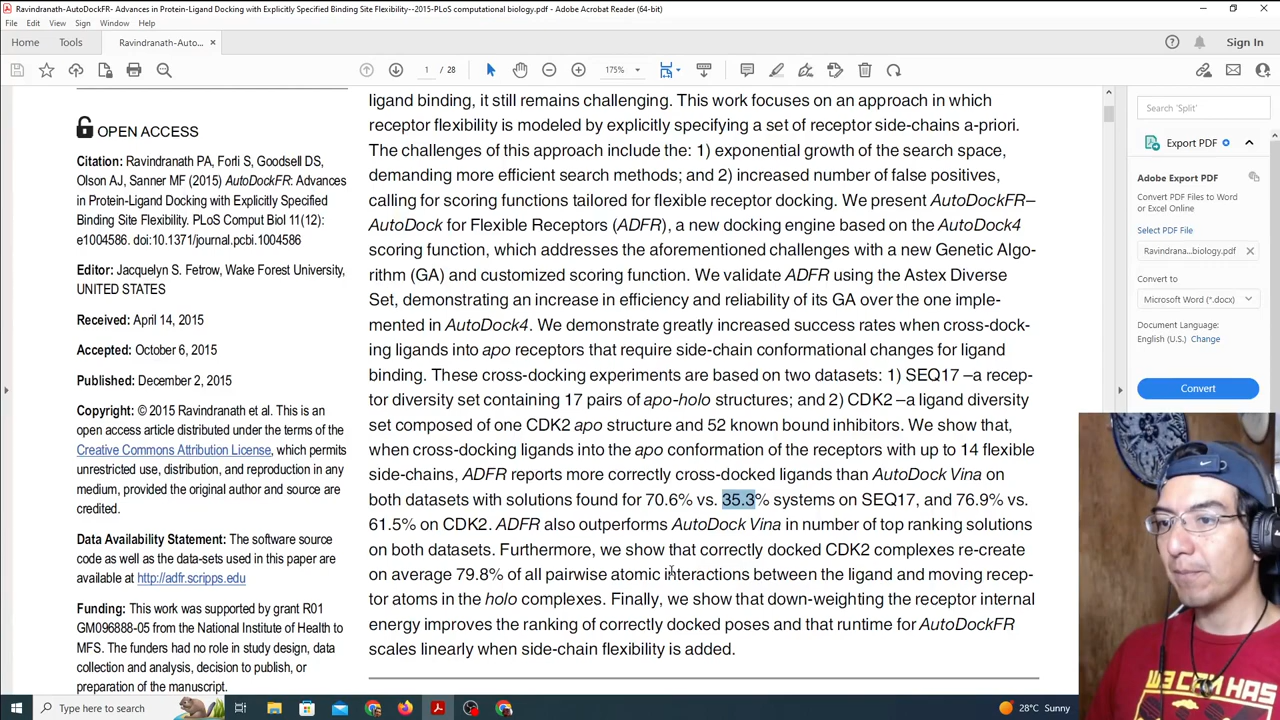 Ravindranath-AutoDockFR- Advances in Protein-Ligand Docking with Explicitly Specified Binding Site Flexibility--2015-PLoS computational biology.pdf - Adobe Acrobat Reader (64-bit)
File Edit View Sign Window Help
Home Tools Ravindranath-Auto... Sign In
1 / 28 175%
ligand binding, it still remains challenging. This work focuses on an approach in which
receptor flexibility is modeled by explicitly specifying a set of receptor side-chains a-priori.
The challenges of this approach include the: 1) exponential growth of the search space,
demanding more efficient search methods; and 2) increased number of false positives,
calling for scoring functions tailored for flexible receptor docking. We present AutoDockFR–
AutoDock for Flexible Receptors (ADFR), a new docking engine based on the AutoDock4
scoring function, which addresses the aforementioned challenges with a new Genetic Algo-
rithm (GA) and customized scoring function. We validate ADFR using the Astex Diverse
Set, demonstrating an increase in efficiency and reliability of its GA over the one imple-
mented in AutoDock4. We demonstrate greatly increased success rates when cross-dock-
ing ligands into apo receptors that require side-chain conformational changes for ligand
binding. These cross-docking experiments are based on two datasets: 1) SEQ17 –a recep-
tor diversity set containing 17 pairs of apo-holo structures; and 2) CDK2 –a ligand diversity
set composed of one CDK2 apo structure and 52 known bound inhibitors. We show that,
when cross-docking ligands into the apo conformation of the receptors with up to 14 flexible
side-chains, ADFR reports more correctly cross-docked ligands than AutoDock Vina on
both datasets with solutions found for 70.6% vs. 35.3% systems on SEQ17, and 76.9% vs.
61.5% on CDK2. ADFR also outperforms AutoDock Vina in number of top ranking solutions
on both datasets. Furthermore, we show that correctly docked CDK2 complexes re-create
on average 79.8% of all pairwise atomic interactions between the ligand and moving recep-
tor atoms in the holo complexes. Finally, we show that down-weighting the receptor internal
energy improves the ranking of correctly docked poses and that runtime for AutoDockFR
scales linearly when side-chain flexibility is added.
OPEN ACCESS
Citation: Ravindranath PA, Forli S, Goodsell DS,
Olson AJ, Sanner MF (2015) AutoDockFR: Advances
in Protein-Ligand Docking with Explicitly Specified
Binding Site Flexibility. PLoS Comput Biol 11(12):
e1004586. doi:10.1371/journal.pcbi.1004586
Editor: Jacquelyn S. Fetrow, Wake Forest University,
UNITED STATES
Received: April 14, 2015
Accepted: October 6, 2015
Published: December 2, 2015
Copyright: © 2015 Ravindranath et al. This is an
open access article distributed under the terms of the
Creative Commons Attribution License, which permits
unrestricted use, distribution, and reproduction in any
medium, provided the original author and source are
credited.
Data Availability Statement: The software source
code as well as the data-sets used in this paper are
available at http://adfr.scripps.edu
Funding: This work was supported by grant R01
GM096888-05 from the National Institute of Health to
MFS. The funders had no role in study design, data
collection and analysis, decision to publish, or
preparation of the manuscript.
Search 'Split'
Export PDF
Adobe Export PDF
Convert PDF Files to Word
or Excel Online
Select PDF File
Ravindrana...biology.pdf
Convert to
Microsoft Word (*.docx)
Document Language:
English (U.S.) Change
Convert
Type here to search
28°C Sunny